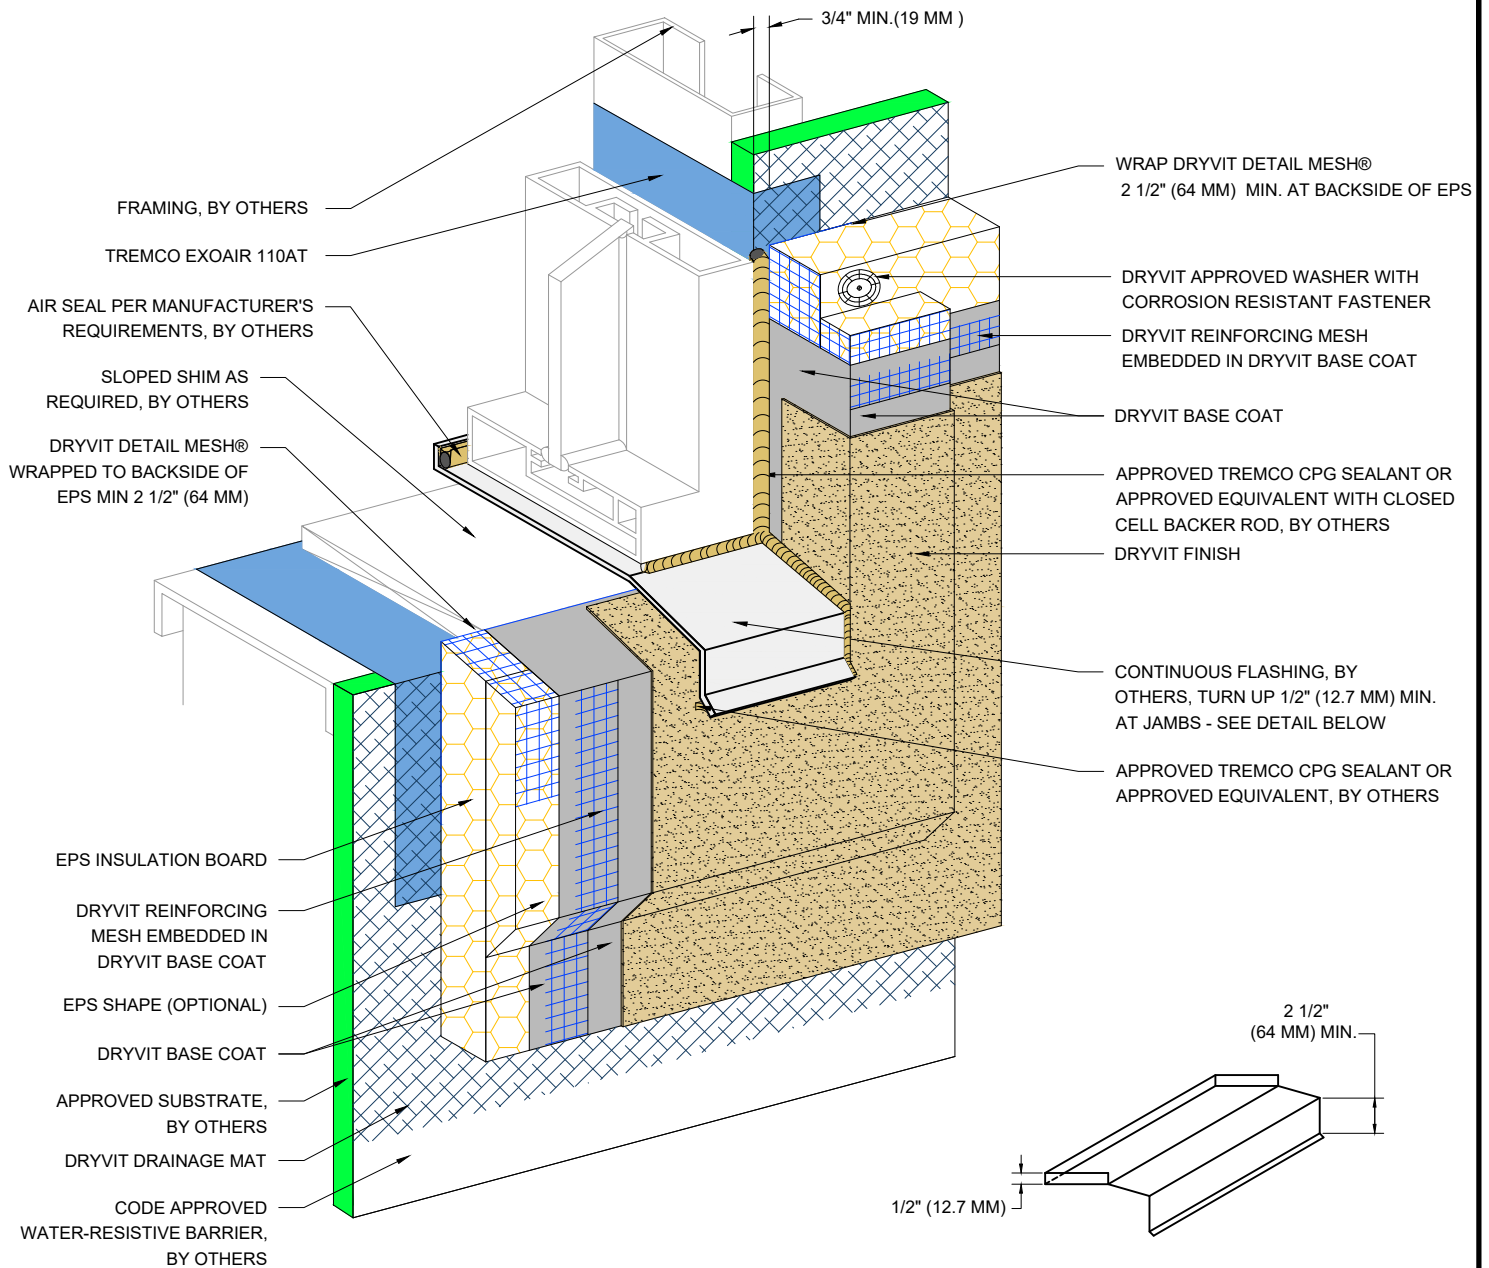 3/4" MIN.(19 MM )
FRAMING, BY OTHERS
TREMCO EXOAIR 110AT
AIR SEAL PER MANUFACTURER'S
REQUIREMENTS, BY OTHERS
SLOPED SHIM AS
REQUIRED, BY OTHERS
DRYVIT DETAIL MESH®
WRAPPED TO BACKSIDE OF
EPS MIN 2 1/2" (64 MM)
EPS INSULATION BOARD
DRYVIT REINFORCING
MESH EMBEDDED IN
DRYVIT BASE COAT
EPS SHAPE (OPTIONAL)
DRYVIT BASE COAT
APPROVED SUBSTRATE,
BY OTHERS
DRYVIT DRAINAGE MAT
CODE APPROVED
WATER-RESISTIVE BARRIER,
BY OTHERS
WRAP DRYVIT DETAIL MESH®
2 1/2" (64 MM) MIN. AT BACKSIDE OF EPS
DRYVIT APPROVED WASHER WITH
CORROSION RESISTANT FASTENER
DRYVIT REINFORCING MESH
EMBEDDED IN DRYVIT BASE COAT
DRYVIT BASE COAT
APPROVED TREMCO CPG SEALANT OR
APPROVED EQUIVALENT WITH CLOSED
CELL BACKER ROD, BY OTHERS
DRYVIT FINISH
CONTINUOUS FLASHING, BY
OTHERS, TURN UP 1/2" (12.7 MM) MIN.
AT JAMBS - SEE DETAIL BELOW
APPROVED TREMCO CPG SEALANT OR
APPROVED EQUIVALENT, BY OTHERS
2 1/2"
(64 MM) MIN.
1/2" (12.7 MM)